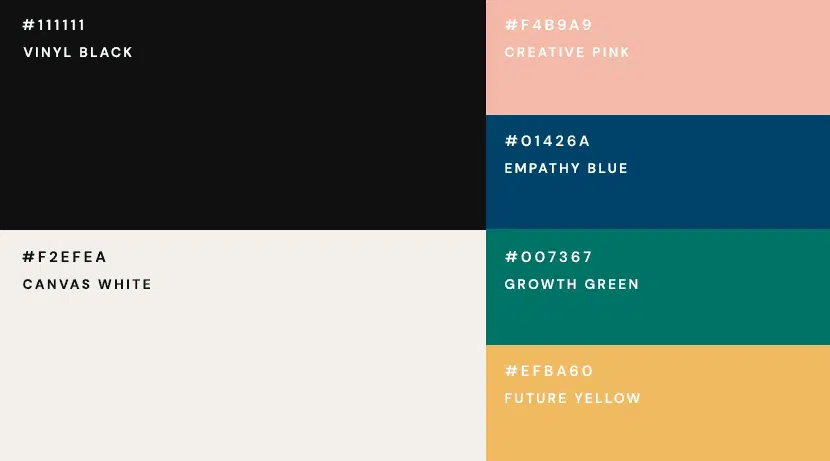 #111111
VINYL BLACK
#F2EFEA
CANVAS WHITE
#F4B9A9
CREATIVE PINK
#01426A
EMPATHY BLUE
#007367
GROWTH GREEN
#EFBA60
FUTURE YELLOW